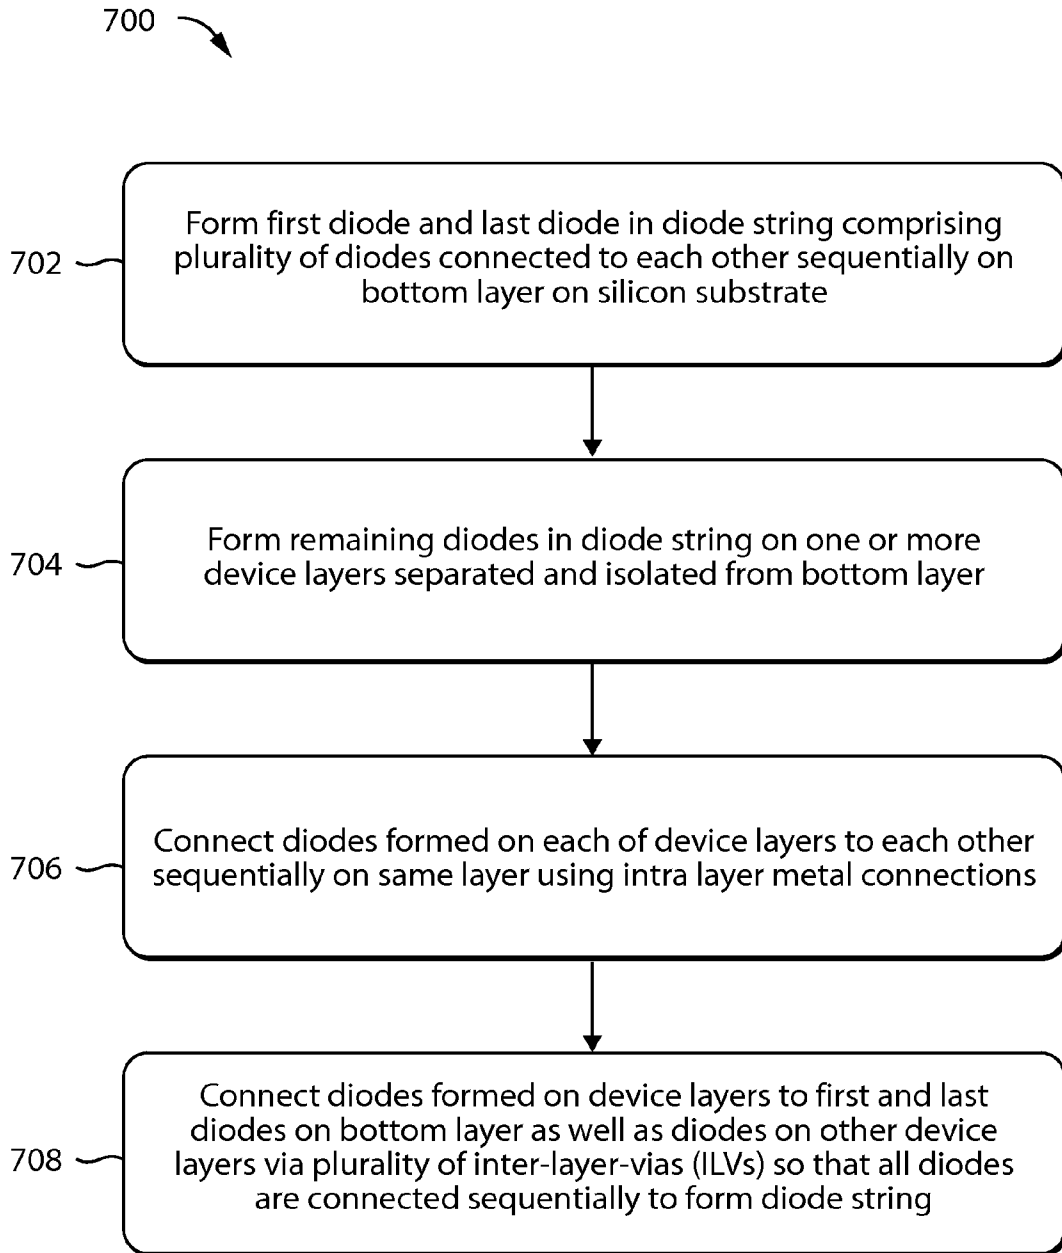 700
702
Form first diode and last diode in diode string comprising
plurality of diodes connected to each other sequentially on
bottom layer on silicon substrate
704
Form remaining diodes in diode string on one or more
device layers separated and isolated from bottom layer
706
Connect diodes formed on each of device layers to each other
sequentially on same layer using intra layer metal connections
708
Connect diodes formed on device layers to first and last
diodes on bottom layer as well as diodes on other device
layers via plurality of inter-layer-vias (ILVs) so that all diodes
are connected sequentially to form diode string